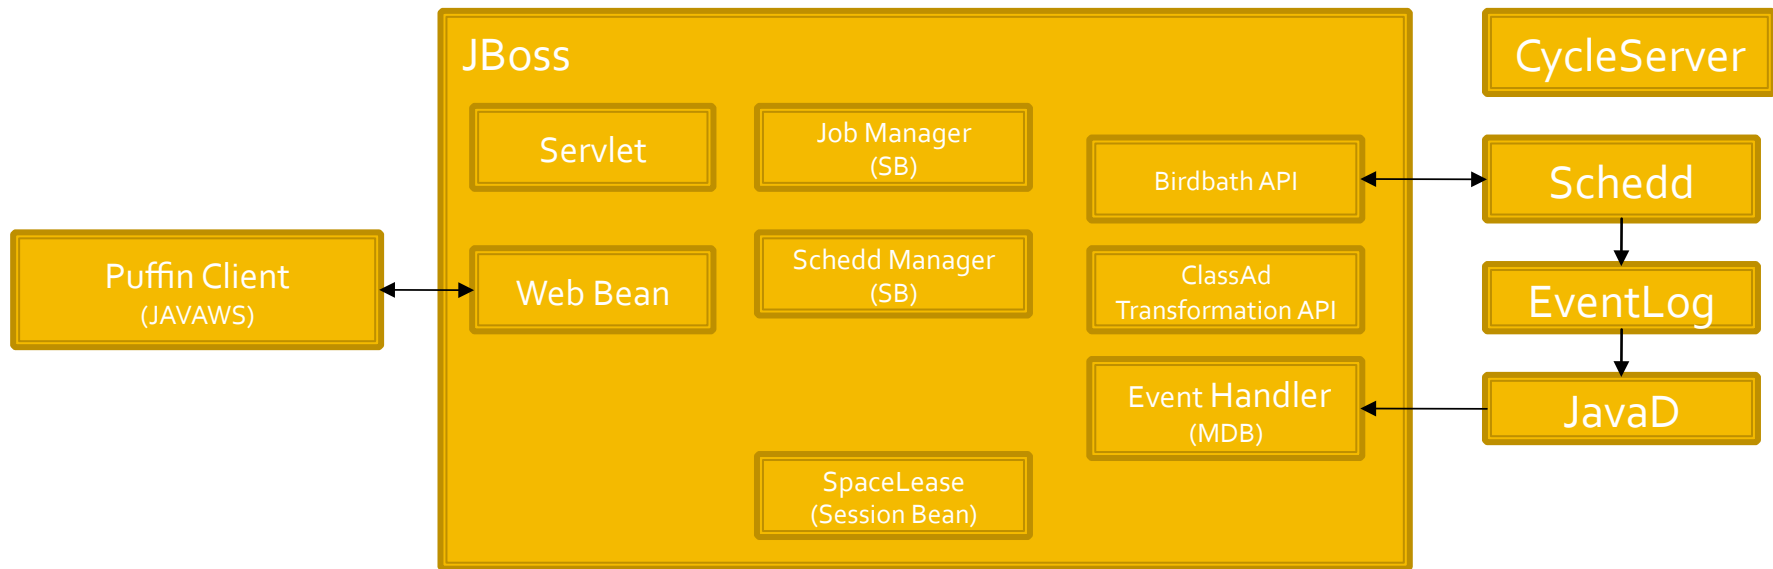 JBoss
CycleServer
Servlet
Job Manager
(SB)
Birdbath API
Schedd
Puffin Client
(JAVAWS)
Web Bean
Schedd Manager
(SB)
ClassAd
Transformation API
EventLog
Event Handler
(MDB)
JavaD
SpaceLease
(Session Bean)